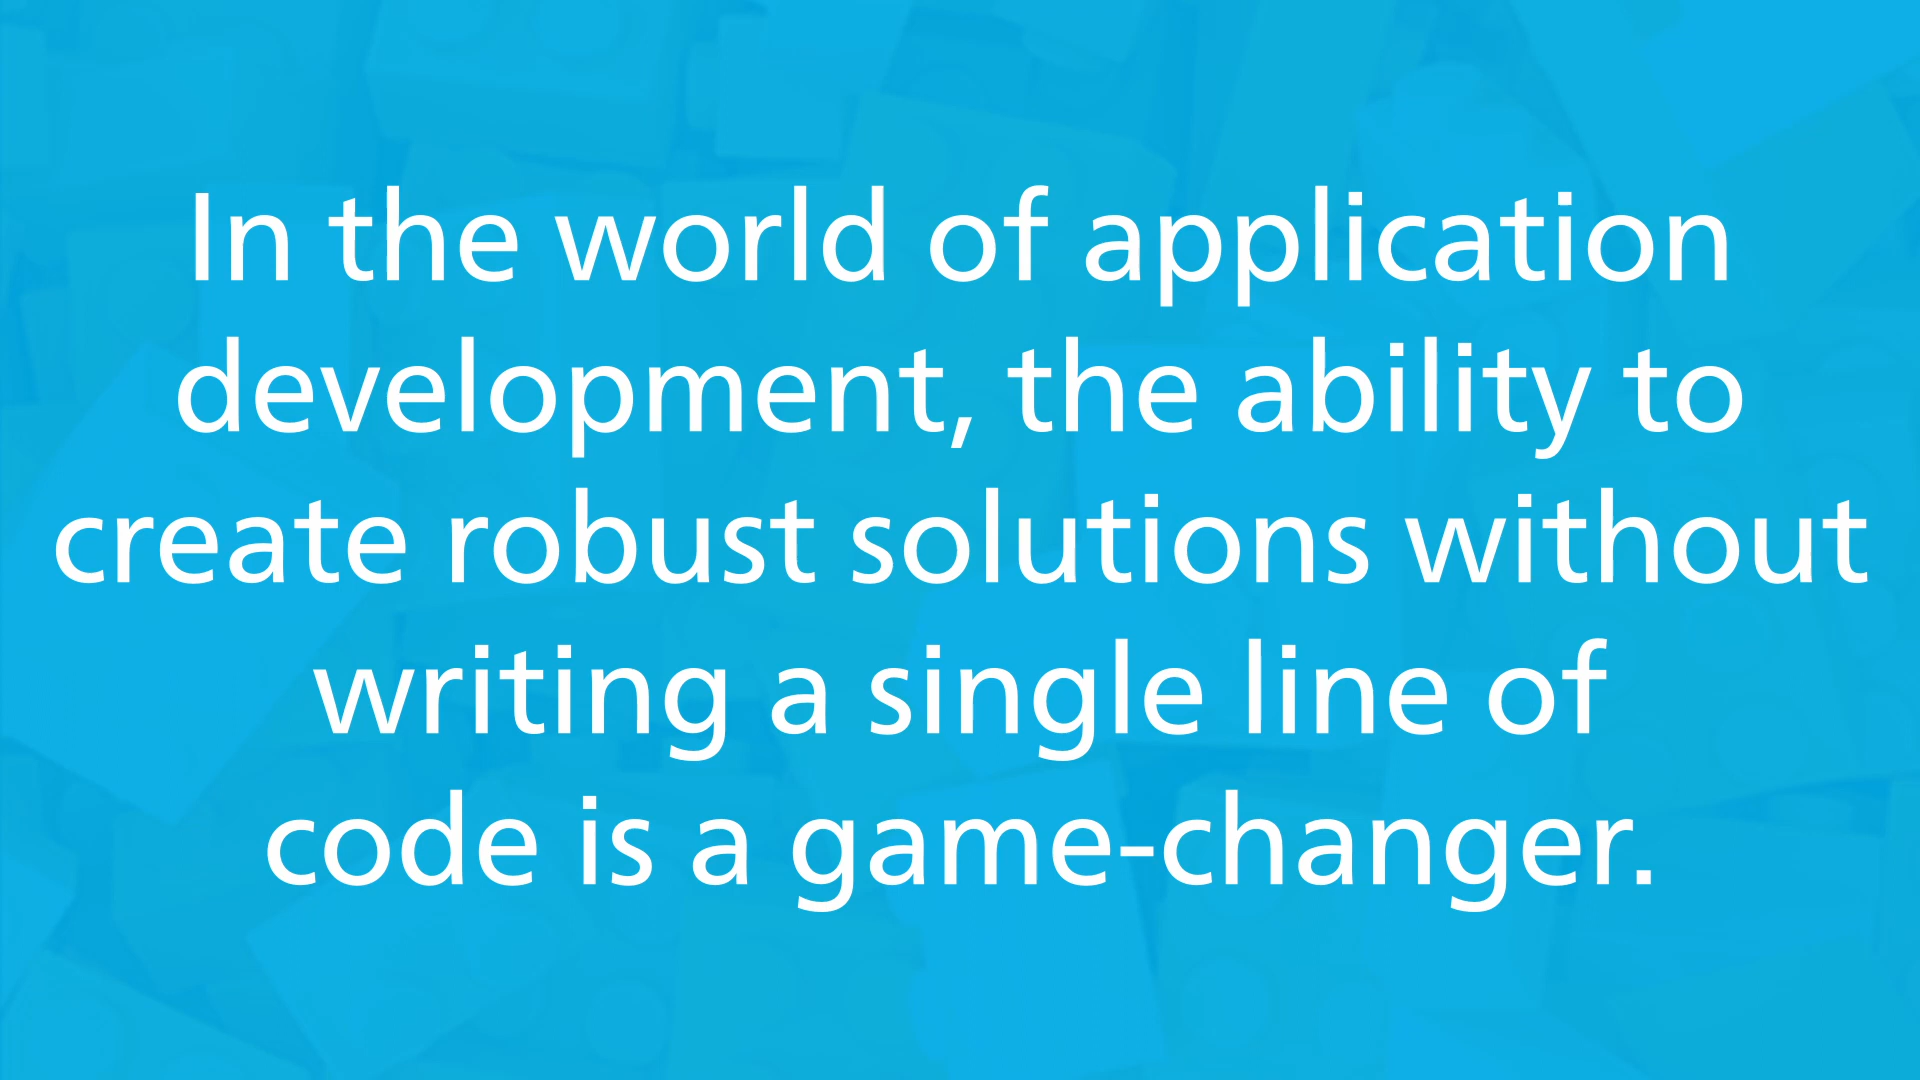 In the world of application
development, the ability to
create robust solutions without
writing a single line of
code is a game-changer.